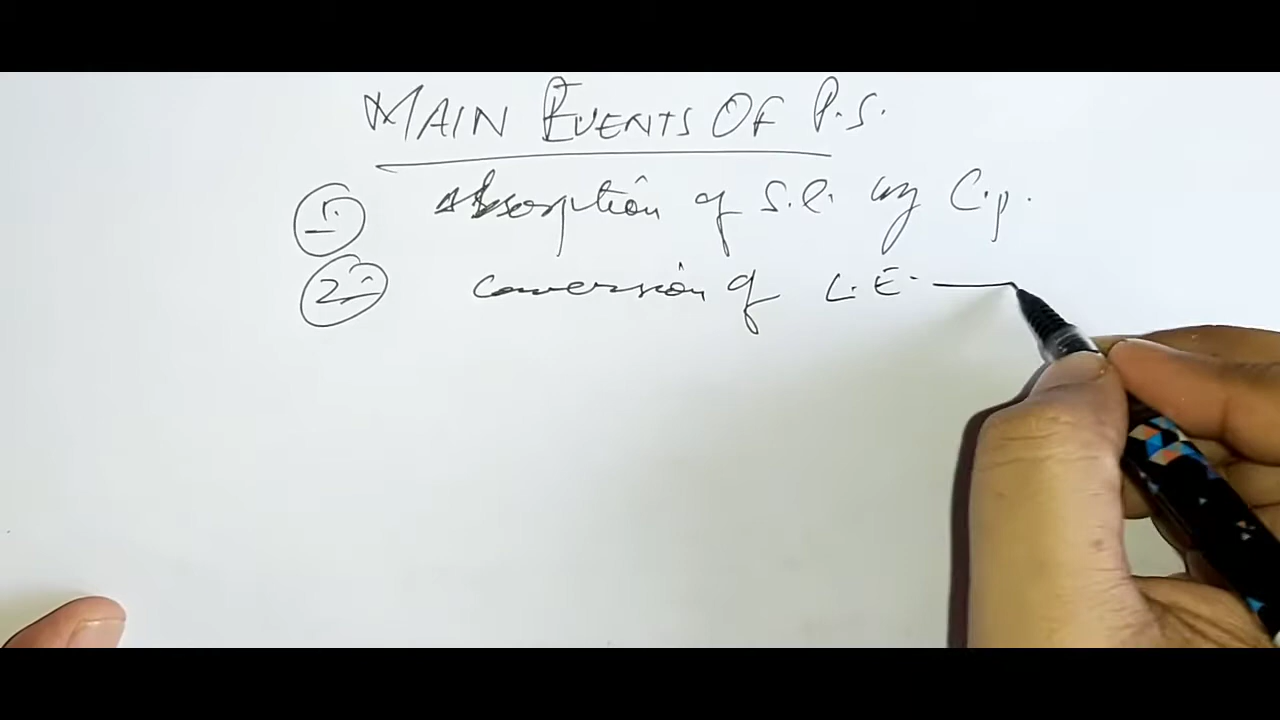 MAIN EVENTS OF P.S.
1. Absorption of S.l. by C.p.
2. conversion of L.E.